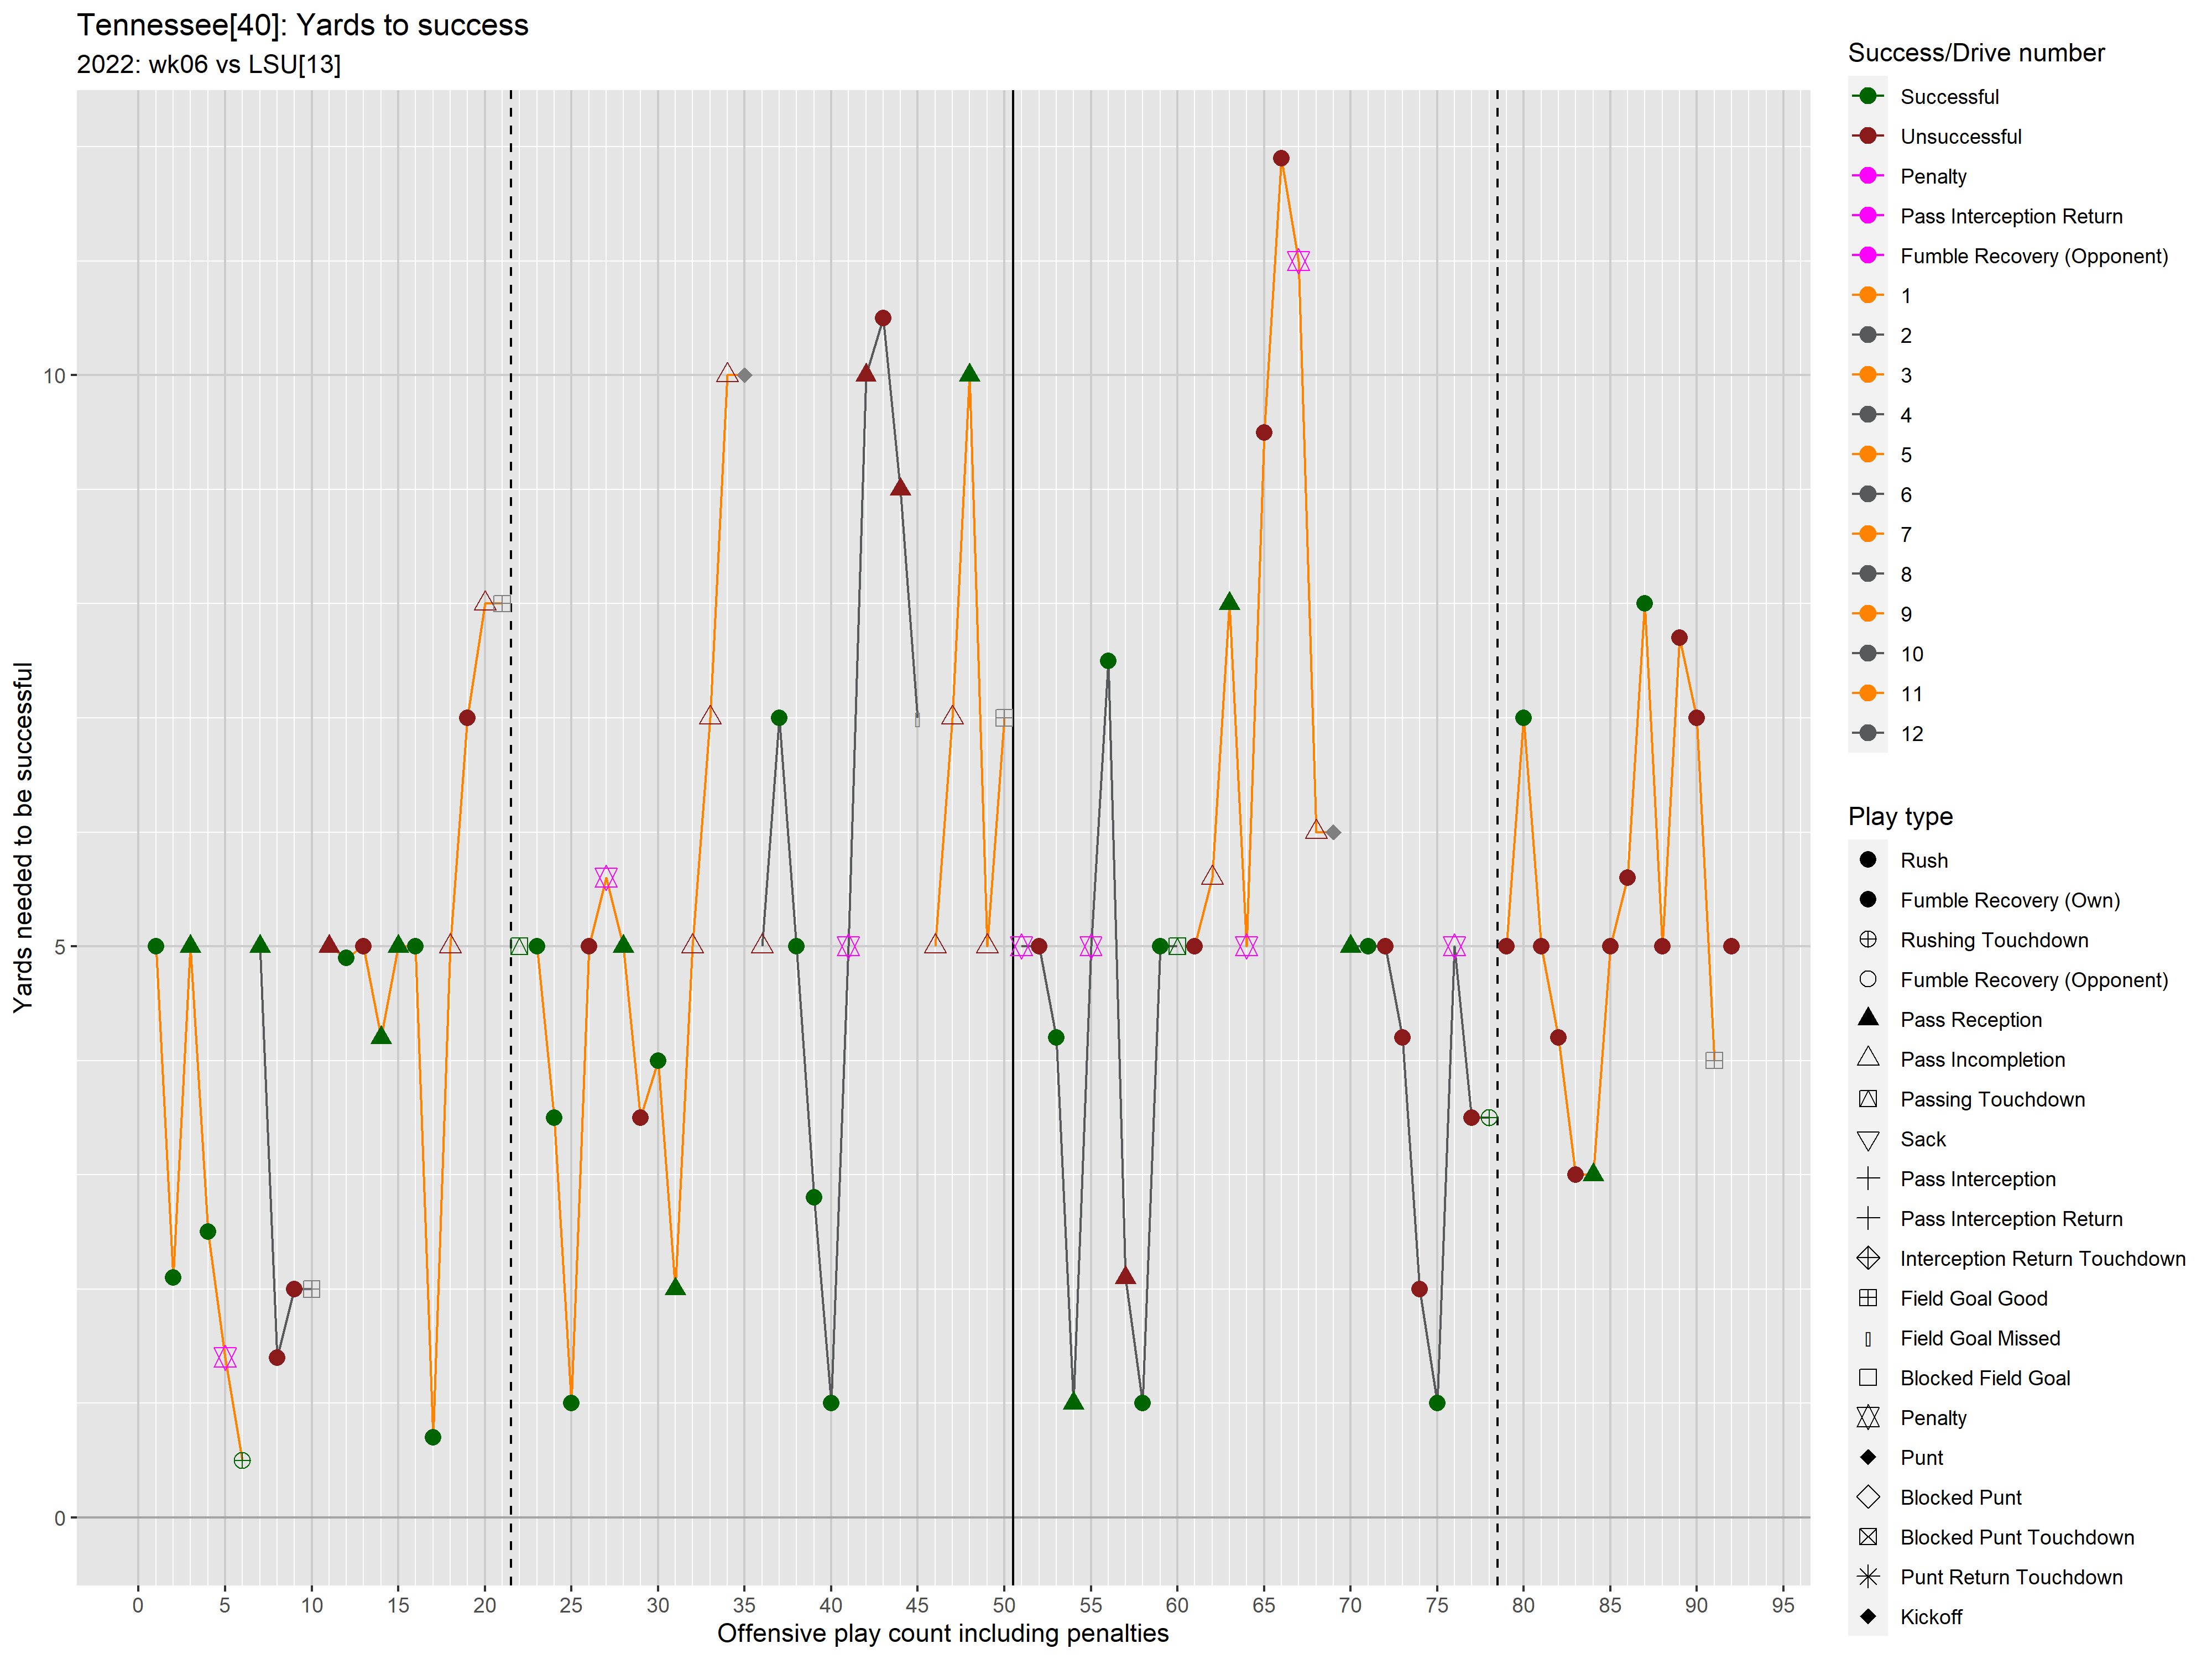 Tennessee[40]: Yards to success
2022: wk06 vs LSU[13]
Yards needed to be successful
10
5
0
0 5 10 15 20 25 30 35 40 45 50 55 60 65 70 75 80 85 90 95
Offensive play count including penalties
Success/Drive number
Successful
Unsuccessful
Penalty
Pass Interception Return
Fumble Recovery (Opponent)
1
2
3
4
5
6
7
8
9
10
11
12
Play type
Rush
Fumble Recovery (Own)
Rushing Touchdown
Fumble Recovery (Opponent)
Pass Reception
Pass Incompletion
Passing Touchdown
Sack
Pass Interception
Pass Interception Return
Interception Return Touchdown
Field Goal Good
Field Goal Missed
Blocked Field Goal
Penalty
Punt
Blocked Punt
Blocked Punt Touchdown
Punt Return Touchdown
Kickoff